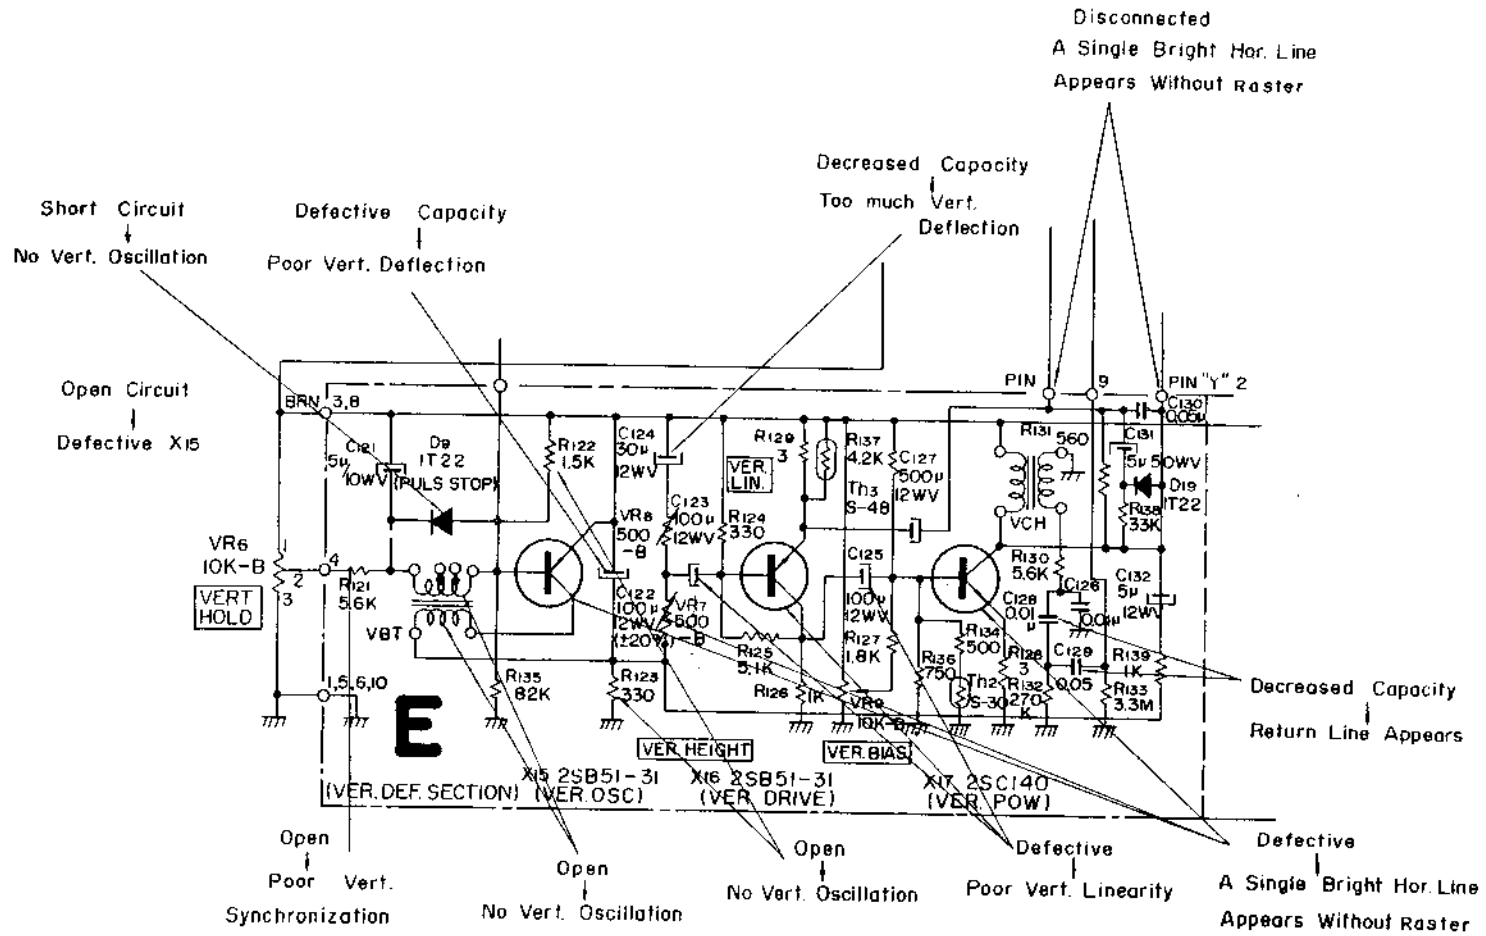 Disconnected
A Single Bright Hor. Line
Appears Without Raster
Decreased Capacity
Too much Vert.
Deflection
Short Circuit
No Vert. Oscillation
Defective Capacity
Poor Vert. Deflection
Open Circuit
Defective X15
BRN 3,8
PIN
9
PIN "Y" 2
C130
0.05μ
C121
5μ
10WV
D9
1T22
(PULS STOP)
R122
1.5K
C124
30μ
12WV
R129
3
VER.
LIN.
R137
4.2K
Th3
S-48
C127
500μ
12WV
R131
560
C131
5μ 50WV
D19
1T22
R138
33K
VCH
C123
100μ
12WV
R124
330
VR8
500
-B
VR6
10K-B
VERT
HOLD
1
2
3
4
R121
5.6K
VBT
C122
100μ
12WV
(±20%)
VR7
500
-B
C125
100μ
12WV
R130
5.6K
C128
0.01
μ
C126
0.01μ
C132
5μ
12WV
R125
5.1K
R127
1.8K
R134
500
R136
750
R128
3
C129
0.05
R139
1K
1,5,6,10
R135
82K
R123
330
R126
1K
VR9
10K-B
Th2
S-30
R132
270
K
R133
3.3M
E
VER. HEIGHT
VER. BIAS
X15 2SB51-31
X16 2SB51-31
X17 2SC140
(VER. DEF. SECTION)
(VER. OSC)
(VER. DRIVE)
(VER. POW)
Decreased Capacity
Return Line Appears
Open
Poor Vert.
Synchronization
Open
No Vert. Oscillation
Open
No Vert. Oscillation
Defective
Poor Vert. Linearity
Defective
A Single Bright Hor. Line
Appears Without Raster